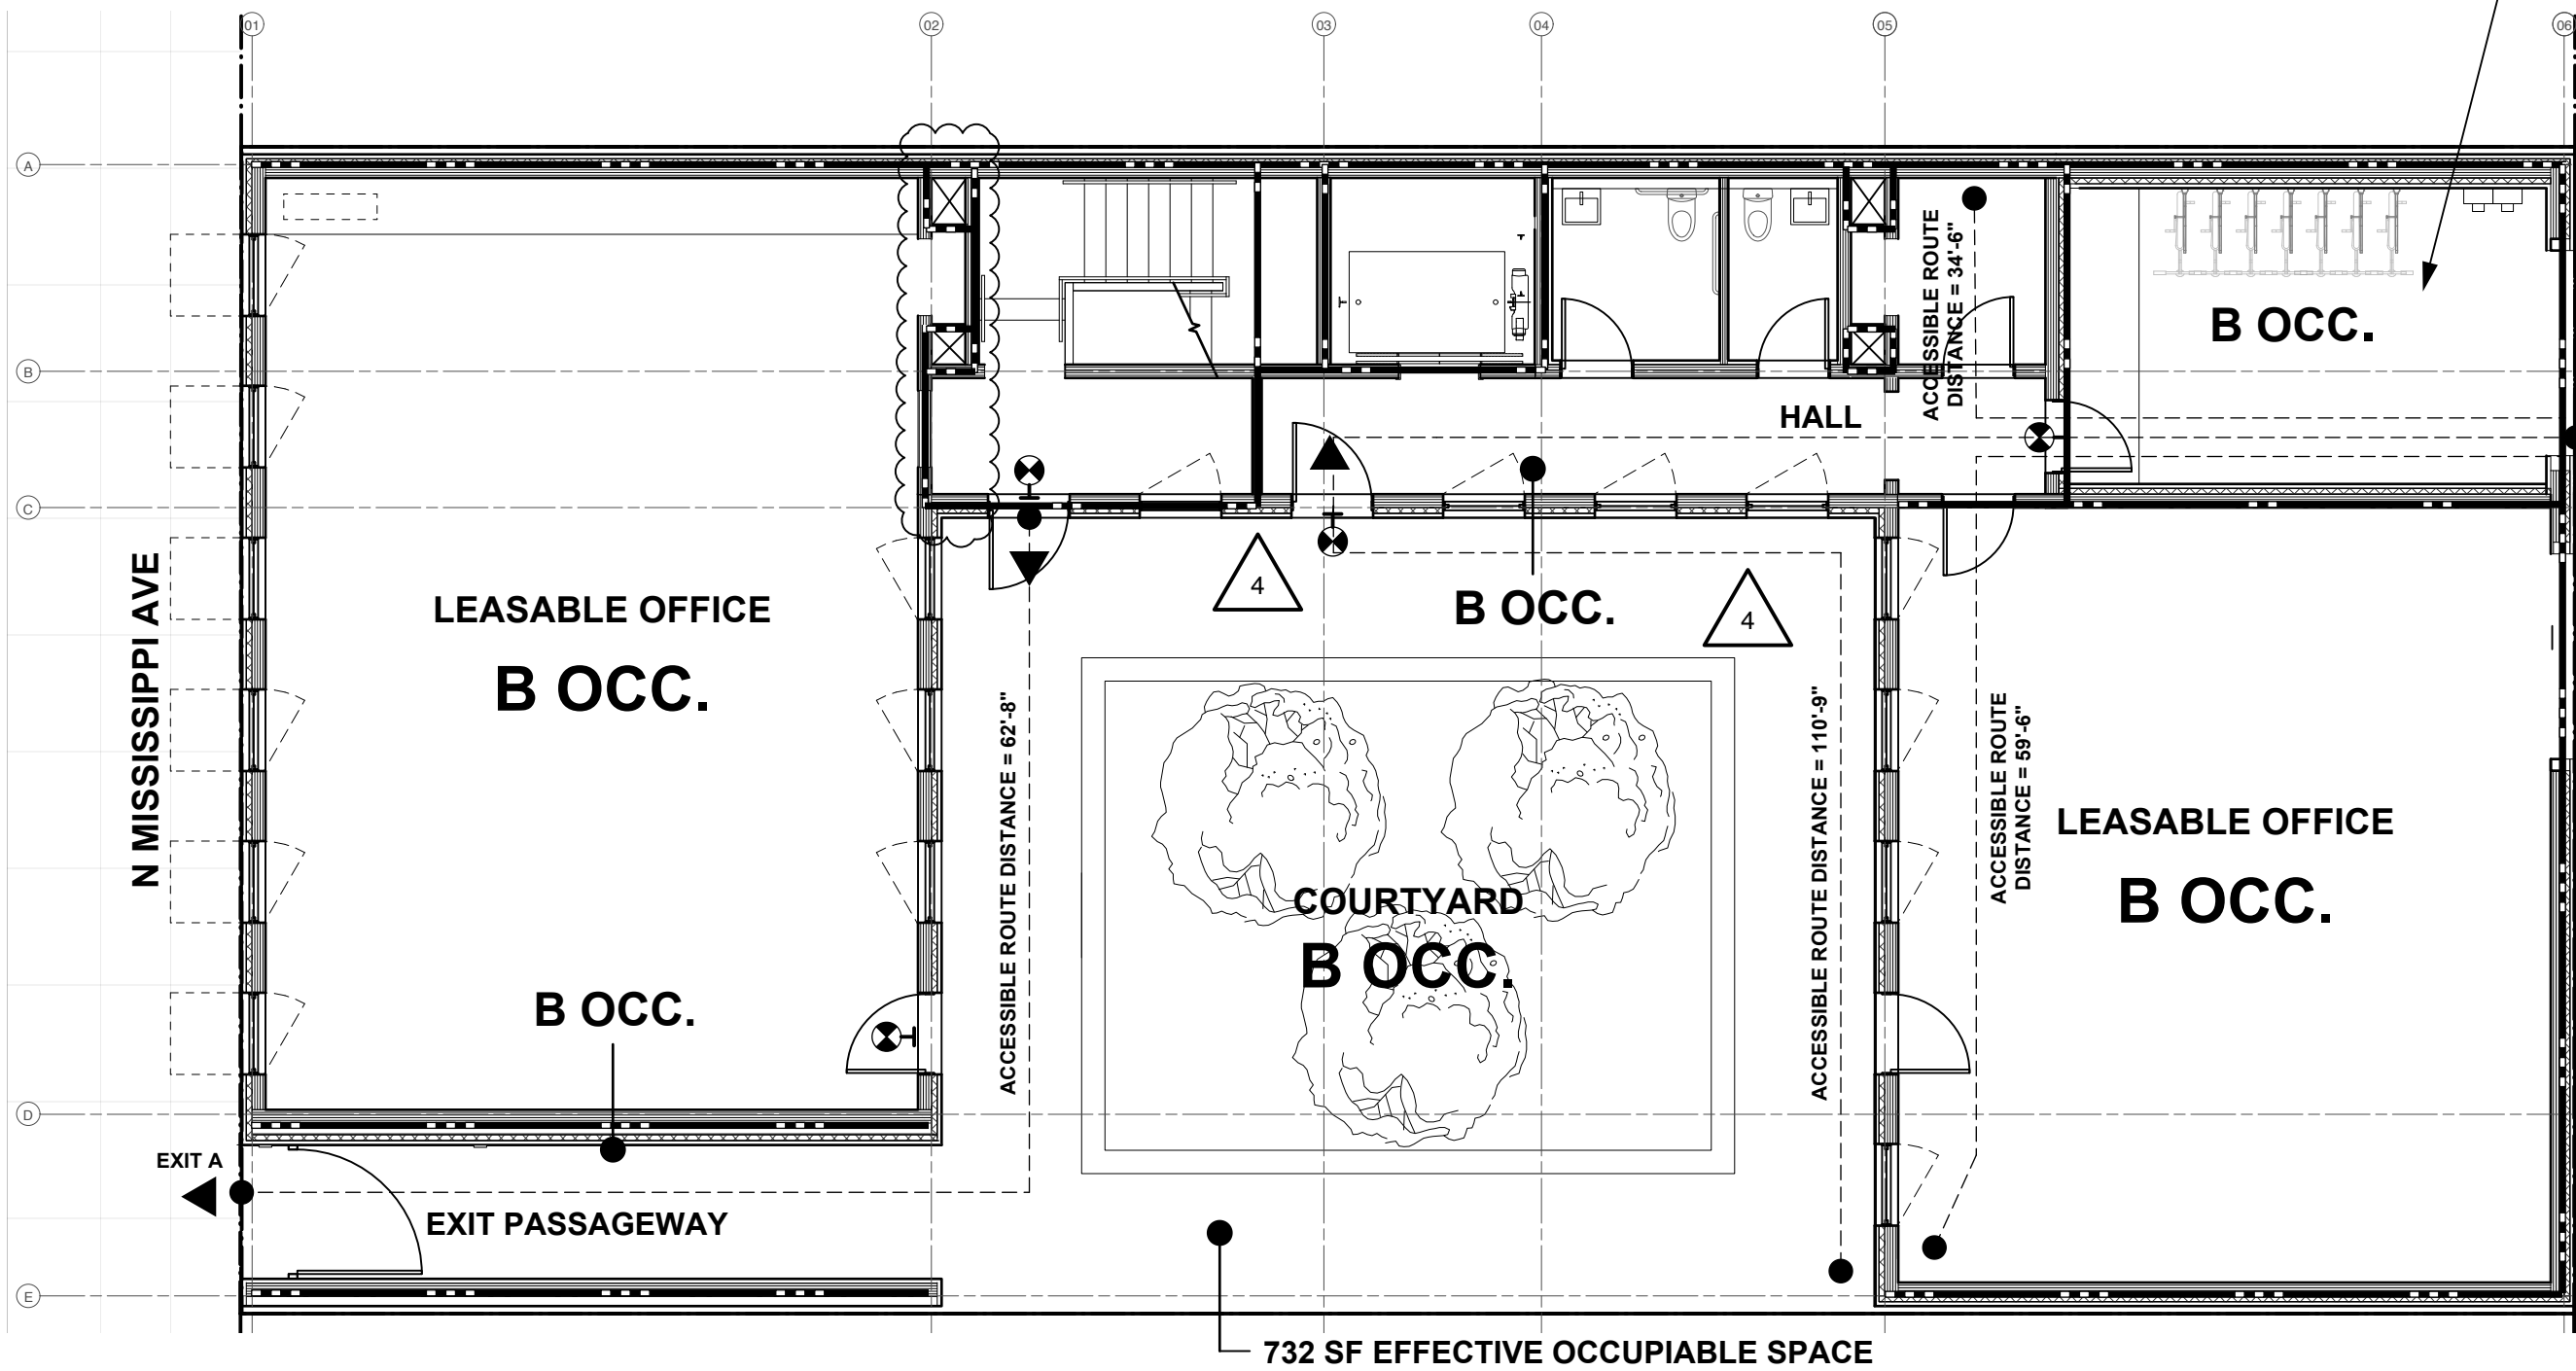 01
02
03
04
05
06
A
B
C
D
E
ACCESSIBLE ROUTE
DISTANCE = 34'-6"
B OCC.
HALL
N MISSISSIPPI AVE
LEASABLE OFFICE
B OCC.
4
B OCC.
4
ACCESSIBLE ROUTE DISTANCE = 62'-8"
ACCESSIBLE ROUTE DISTANCE = 110'-9"
ACCESSIBLE ROUTE
DISTANCE = 59'-6"
LEASABLE OFFICE
B OCC.
COURTYARD
B OCC.
B OCC.
EXIT A
EXIT PASSAGEWAY
732 SF EFFECTIVE OCCUPIABLE SPACE